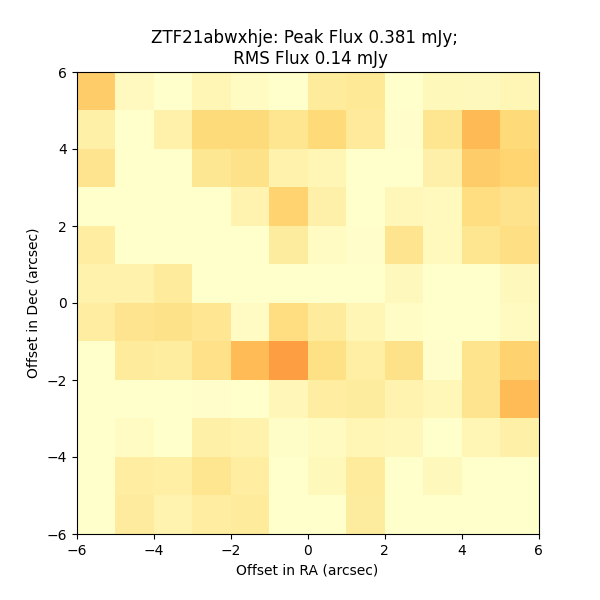 ZTF21abwxhje: Peak Flux 0.381 mJy;
RMS Flux 0.14 mJy
6
4
2
0
−2
−4
−6
Offset in Dec (arcsec)
−6 −4 −2 0 2 4 6
Offset in RA (arcsec)